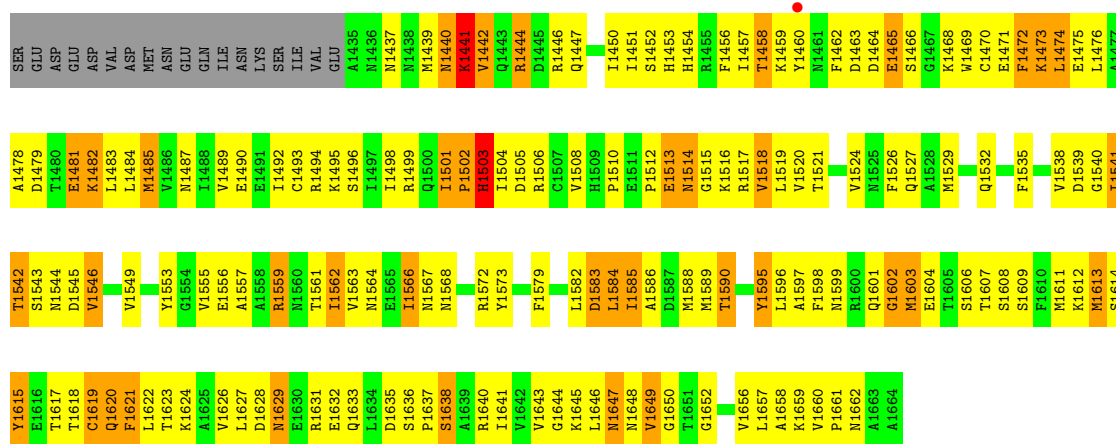 SER GLU ASP ASP GLU ASP VAL ASP MET ASN GLU GLN ILE ASN LYS SER ILE VAL GLU A1435 N1436 N1437 N1438 M1439 N1440 K1441 V1442 Q1443 R1444 D1445 R1446 Q1447 I1450 I1451 S1452 H1453 H1454 R1455 F1456 I1457 T1458 K1459 Y1460 N1461 F1462 D1463 D1464 E1465 S1466 G1467 K1468 W1469 C1470 E1471 F1472 K1473 L1474 E1475 L1476 A1477
A1478 D1479 T1480 E1481 K1482 L1483 L1484 M1485 V1486 N1487 I1488 V1489 D1490 E1491 I1492 C1493 R1494 K1495 S1496 I1497 I1498 R1499 Q1500 I1501 P1502 H1503 I1504 D1505 R1506 C1507 V1508 H1509 P1510 E1511 P1512 E1513 N1514 G1515 K1516 R1517 V1518 L1519 V1520 T1521 V1524 N1525 F1526 Q1527 A1528 M1529 Q1532 F1535 V1538 D1539 G1540 I1541
T1542 S1543 N1544 D1545 V1546 V1549 Y1553 G1554 V1555 E1556 A1557 A1558 R1559 N1560 T1561 I1562 V1563 N1564 E1565 I1566 N1567 N1568 R1572 Y1573 F1579 L1582 D1583 L1584 I1585 A1586 D1587 M1588 M1589 T1590 Y1595 L1596 A1597 F1598 N1599 R1600 Q1601 G1602 M1603 E1604 T1605 S1606 T1607 S1608 S1609 F1610 M1611 K1612 M1613 S1614
Y1615 E1616 T1617 T1618 C1619 Q1620 F1621 L1622 T1623 K1624 A1625 V1626 L1627 D1628 N1629 E1630 R1631 E1632 Q1633 L1634 D1635 S1636 P1637 S1638 A1639 R1640 I1641 V1642 V1643 G1644 K1645 L1646 N1647 N1648 V1649 G1650 T1651 G1652 V1656 L1657 A1658 K1659 V1660 P1661 N1662 A1663 A1664